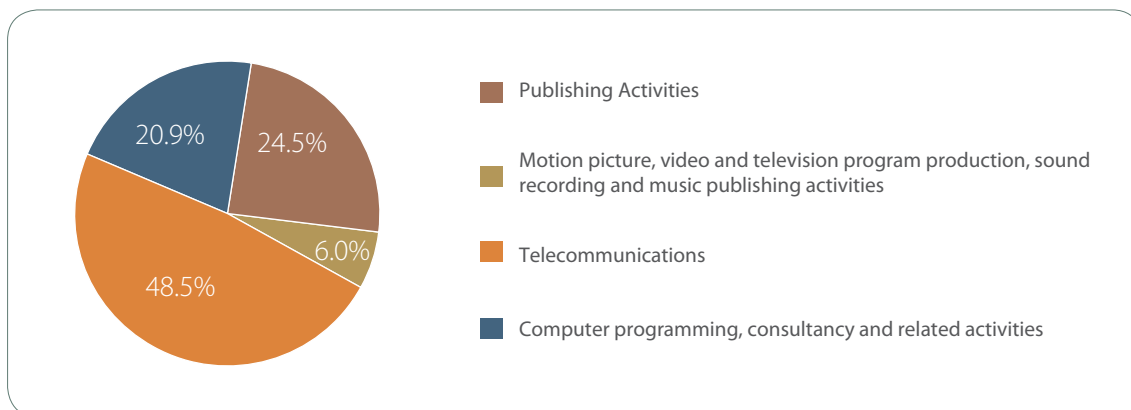 20.9%
24.5%
6.0%
48.5%
Publishing Activities
Motion picture, video and television program production, sound
recording and music publishing activities
Telecommunications
Computer programming, consultancy and related activities